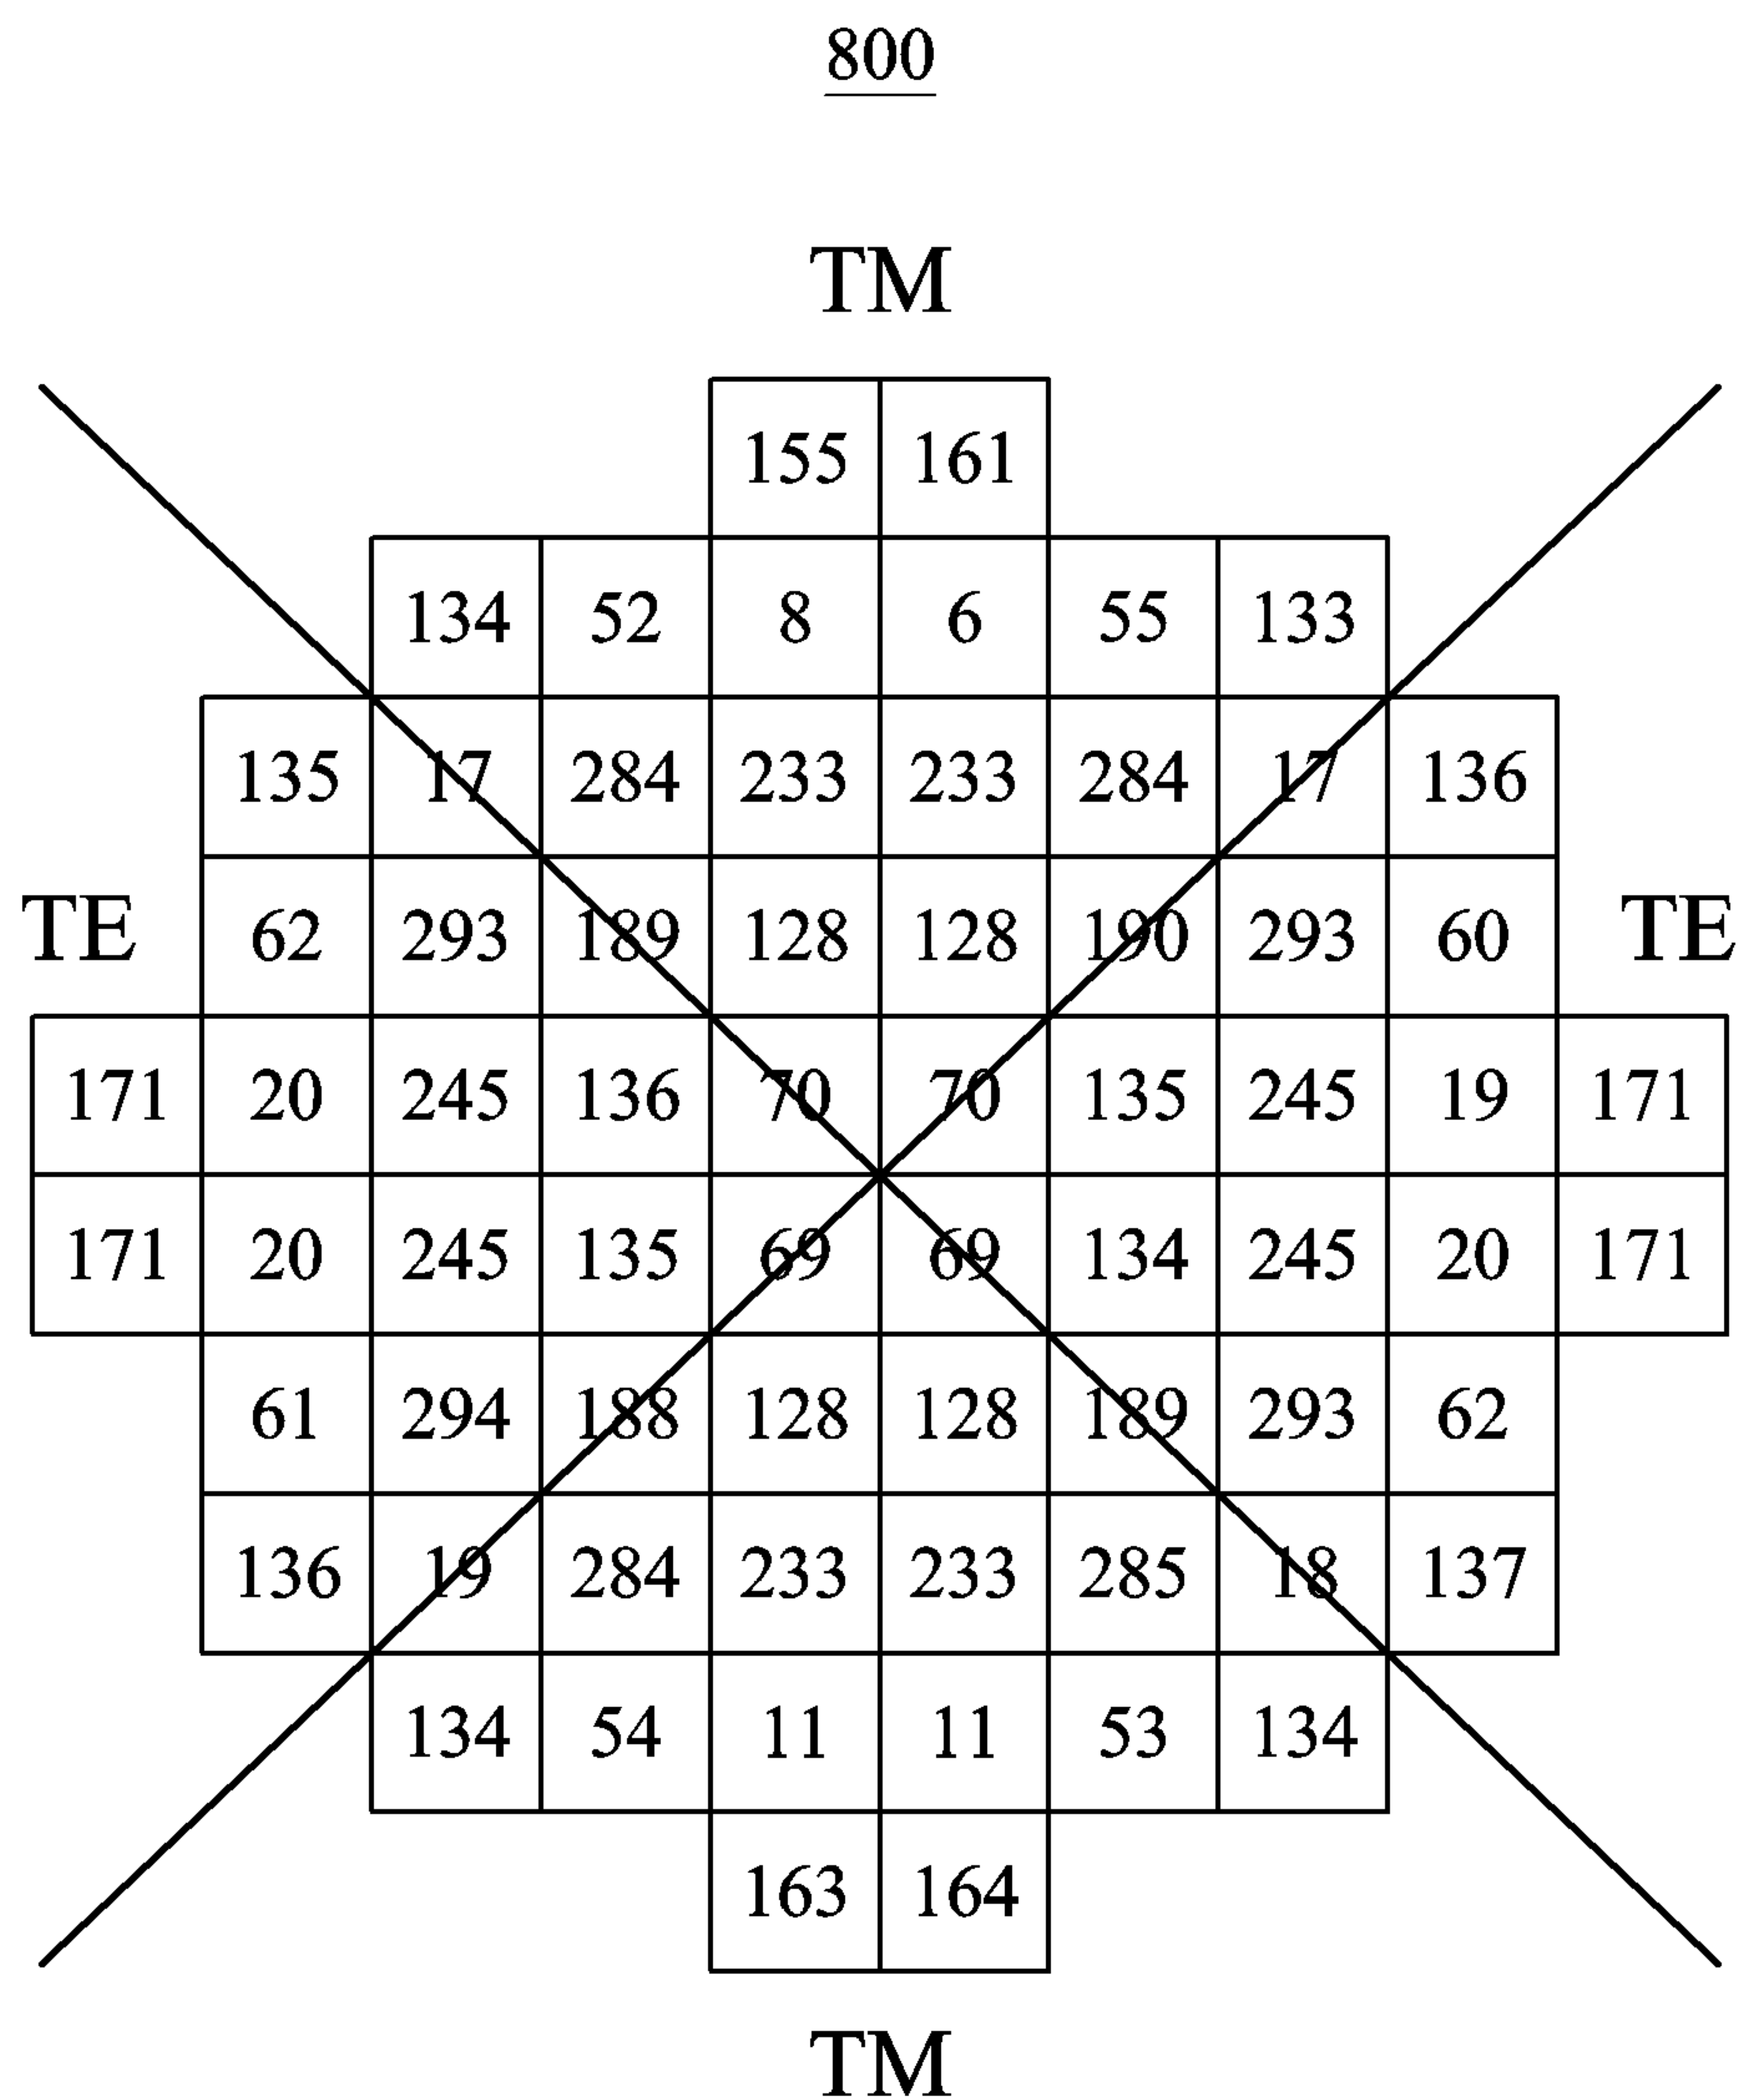 800
TM
155 161
134 52 8 6 55 133
135 17 284 233 233 284 17 136
TE 62 293 189 128 128 190 293 60 TE
171 20 245 136 70 70 135 245 19 171
171 20 245 135 69 69 134 245 20 171
61 294 188 128 128 189 293 62
136 19 284 233 233 285 18 137
134 54 11 11 53 134
163 164
TM